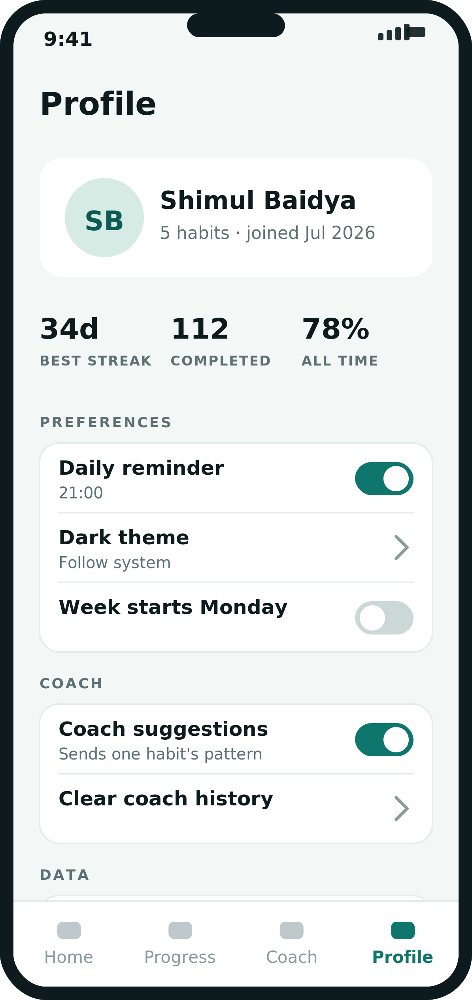 9:41
Profile
SB
Shimul Baidya
5 habits · joined Jul 2026
34d 112 78%
BEST STREAK COMPLETED ALL TIME
PREFERENCES
Daily reminder
21:00
Dark theme
Follow system
Week starts Monday
COACH
Coach suggestions
Sends one habit's pattern
Clear coach history
DATA
Home Progress Coach Profile